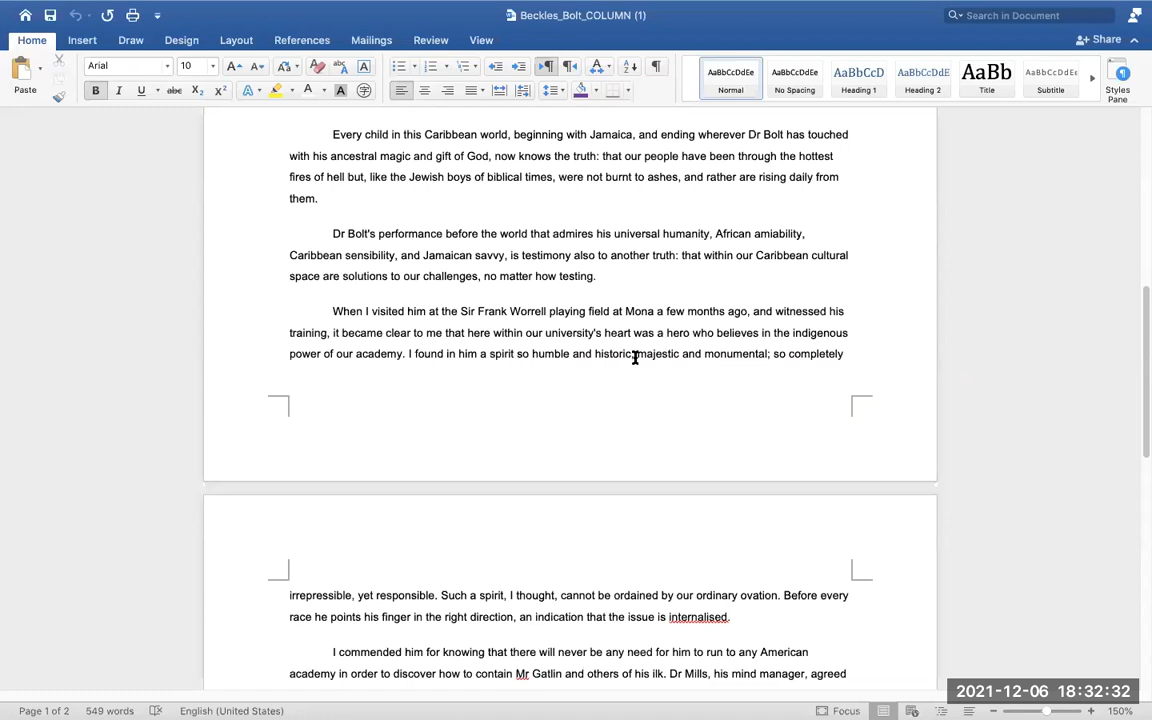 Beckles_Bolt_COLUMN (1)
Search in Document
Home Insert Draw Design Layout References Mailings Review View
Share
Paste
Arial 10
AaBbCcDdEe AaBbCcDdEe AaBbCcD AaBbCcDdEe AaBb AaBbCcDdEe
Normal No Spacing Heading 1 Heading 2 Title Subtitle
Styles
Pane
Every child in this Caribbean world, beginning with Jamaica, and ending wherever Dr Bolt has touched
with his ancestral magic and gift of God, now knows the truth: that our people have been through the hottest
fires of hell but, like the Jewish boys of biblical times, were not burnt to ashes, and rather are rising daily from
them.
Dr Bolt's performance before the world that admires his universal humanity, African amiability,
Caribbean sensibility, and Jamaican savvy, is testimony also to another truth: that within our Caribbean cultural
space are solutions to our challenges, no matter how testing.
When I visited him at the Sir Frank Worrell playing field at Mona a few months ago, and witnessed his
training, it became clear to me that here within our university's heart was a hero who believes in the indigenous
power of our academy. I found in him a spirit so humble and historic majestic and monumental; so completely
irrepressible, yet responsible. Such a spirit, I thought, cannot be ordained by our ordinary ovation. Before every
race he points his finger in the right direction, an indication that the issue is internalised.
I commended him for knowing that there will never be any need for him to run to any American
academy in order to discover how to contain Mr Gatlin and others of his ilk. Dr Mills, his mind manager, agreed
2021-12-06 18:32:32
Page 1 of 2 549 words English (United States) Focus 150%